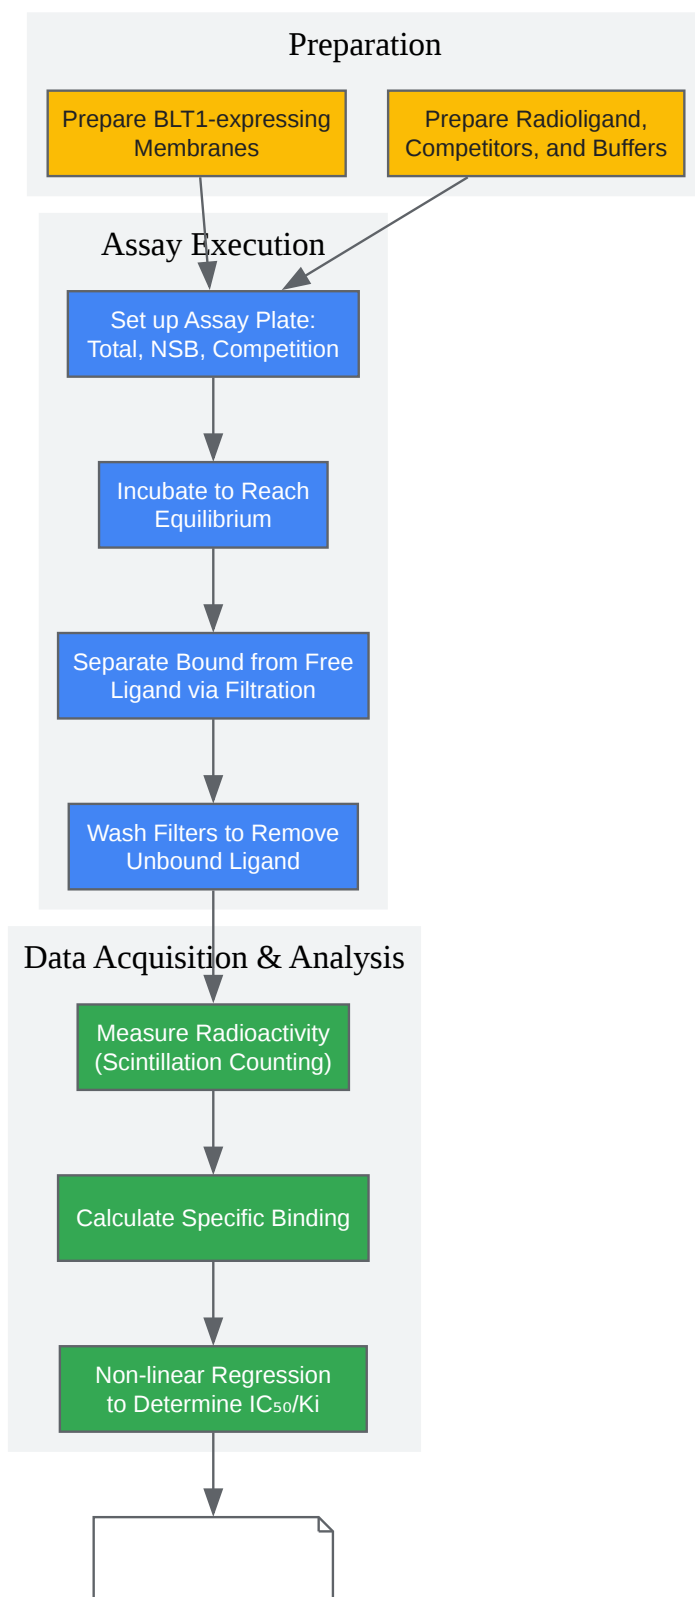 Preparation
Prepare BLT1-expressing
Membranes
Prepare Radioligand,
Competitors, and Buffers
Assay Execution
Set up Assay Plate:
Total, NSB, Competition
Incubate to Reach
Equilibrium
Separate Bound from Free
Ligand via Filtration
Wash Filters to Remove
Unbound Ligand
Data Acquisition & Analysis
Measure Radioactivity
(Scintillation Counting)
Calculate Specific Binding
Non-linear Regression
to Determine IC₅₀/Ki